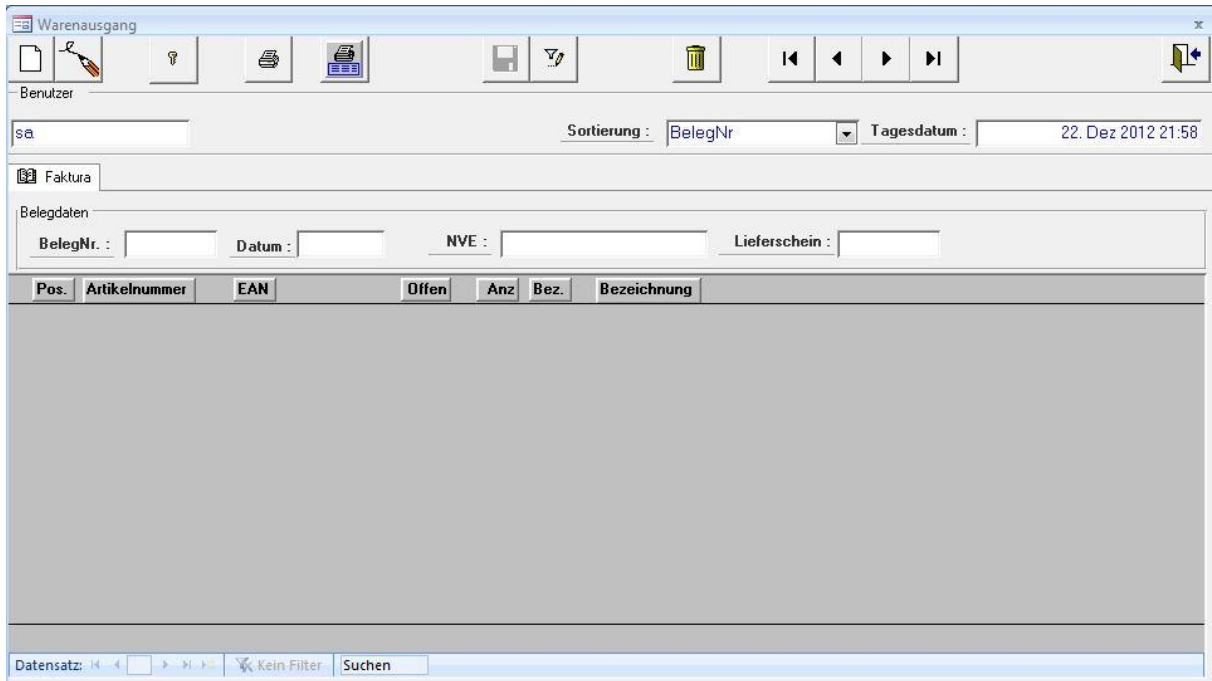 Warenausgang
Benutzer
sa Sortierung : BelegNr Tagesdatum : 22. Dez 2012 21:58
Faktura
Belegdaten
BelegNr. : Datum : NVE : Lieferschein :
Pos. Artikelnummer EAN Offen Anz Bez. Bezeichnung
Datensatz: Kein Filter Suchen